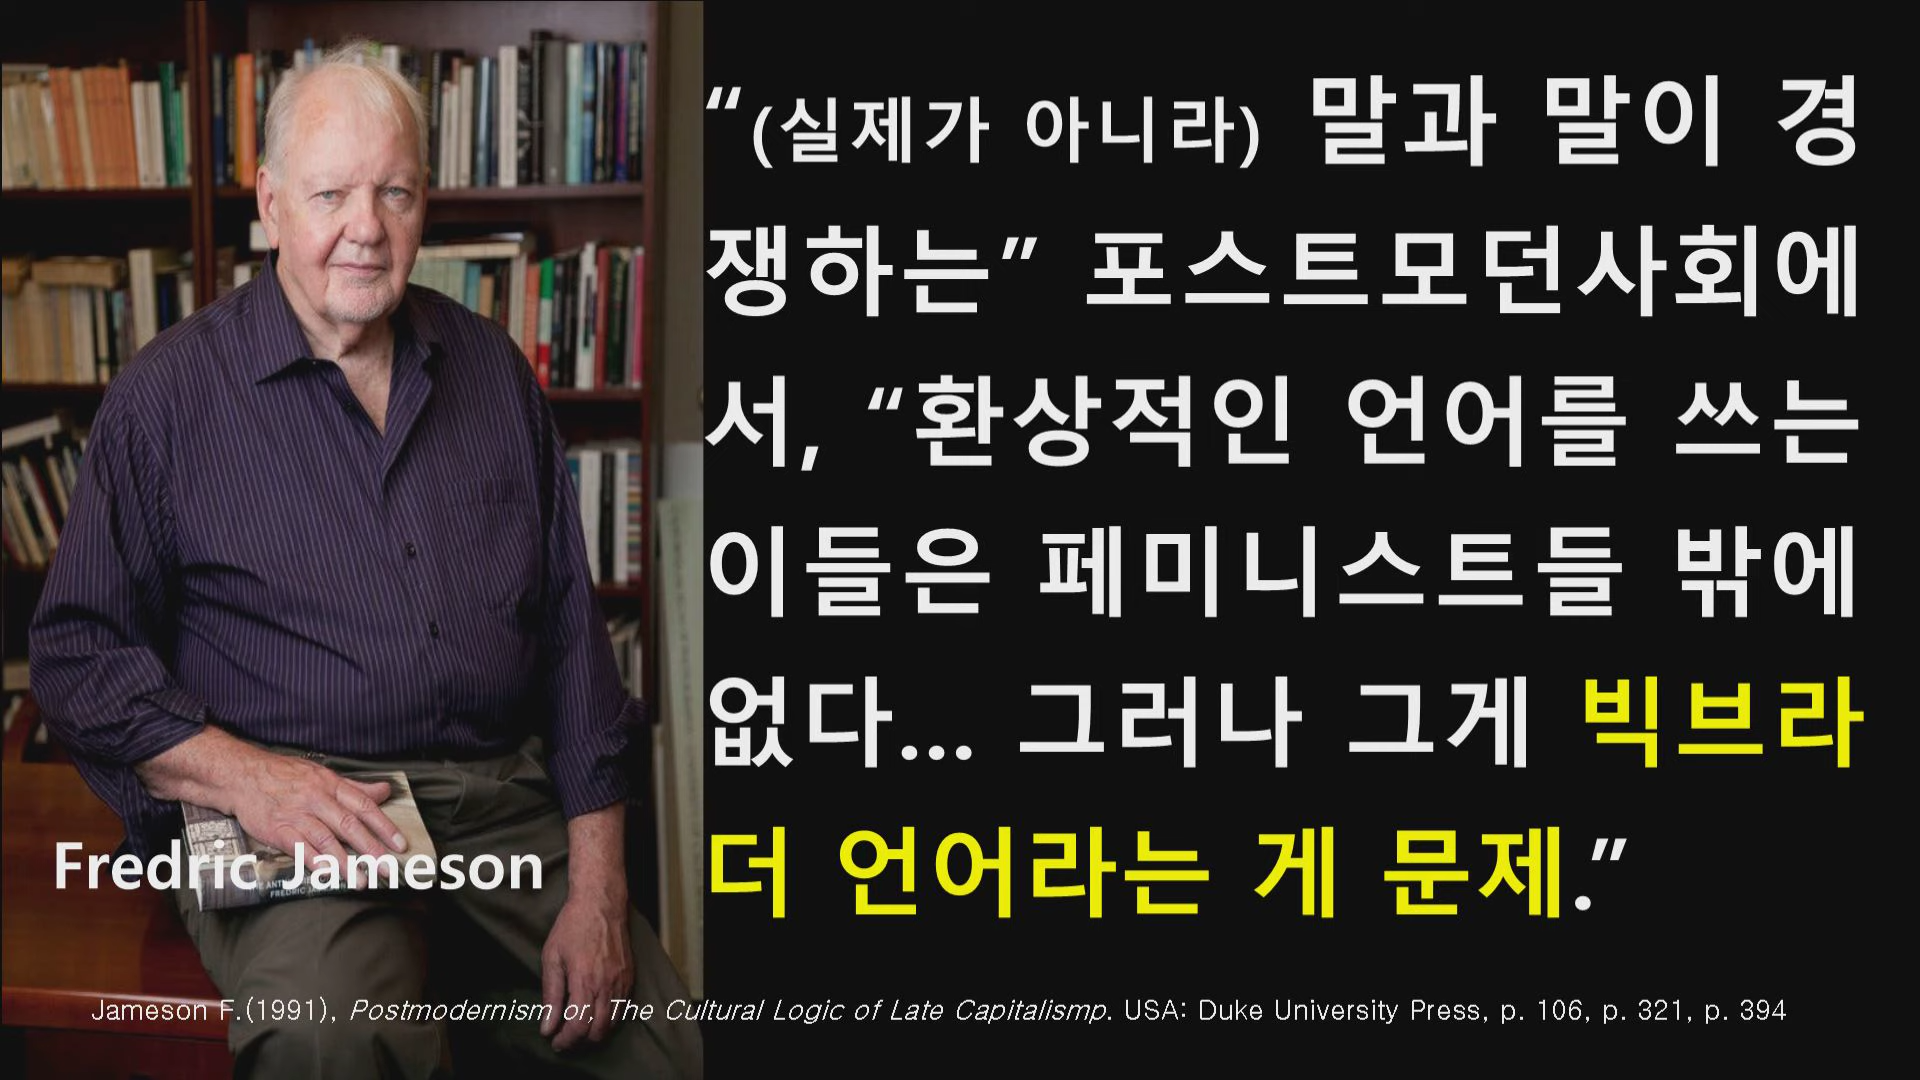 “(실제가 아니라) 말과 말이 경
쟁하는” 포스트모던사회에
서, “환상적인 언어를 쓰는
이들은 페미니스트들 밖에
없다... 그러나 그게 빅브라
더 언어라는 게 문제.”
Fredric Jameson
FREDRIC JAMESON
Jameson F.(1991), Postmodernism or, The Cultural Logic of Late Capitalismp. USA: Duke University Press, p. 106, p. 321, p. 394